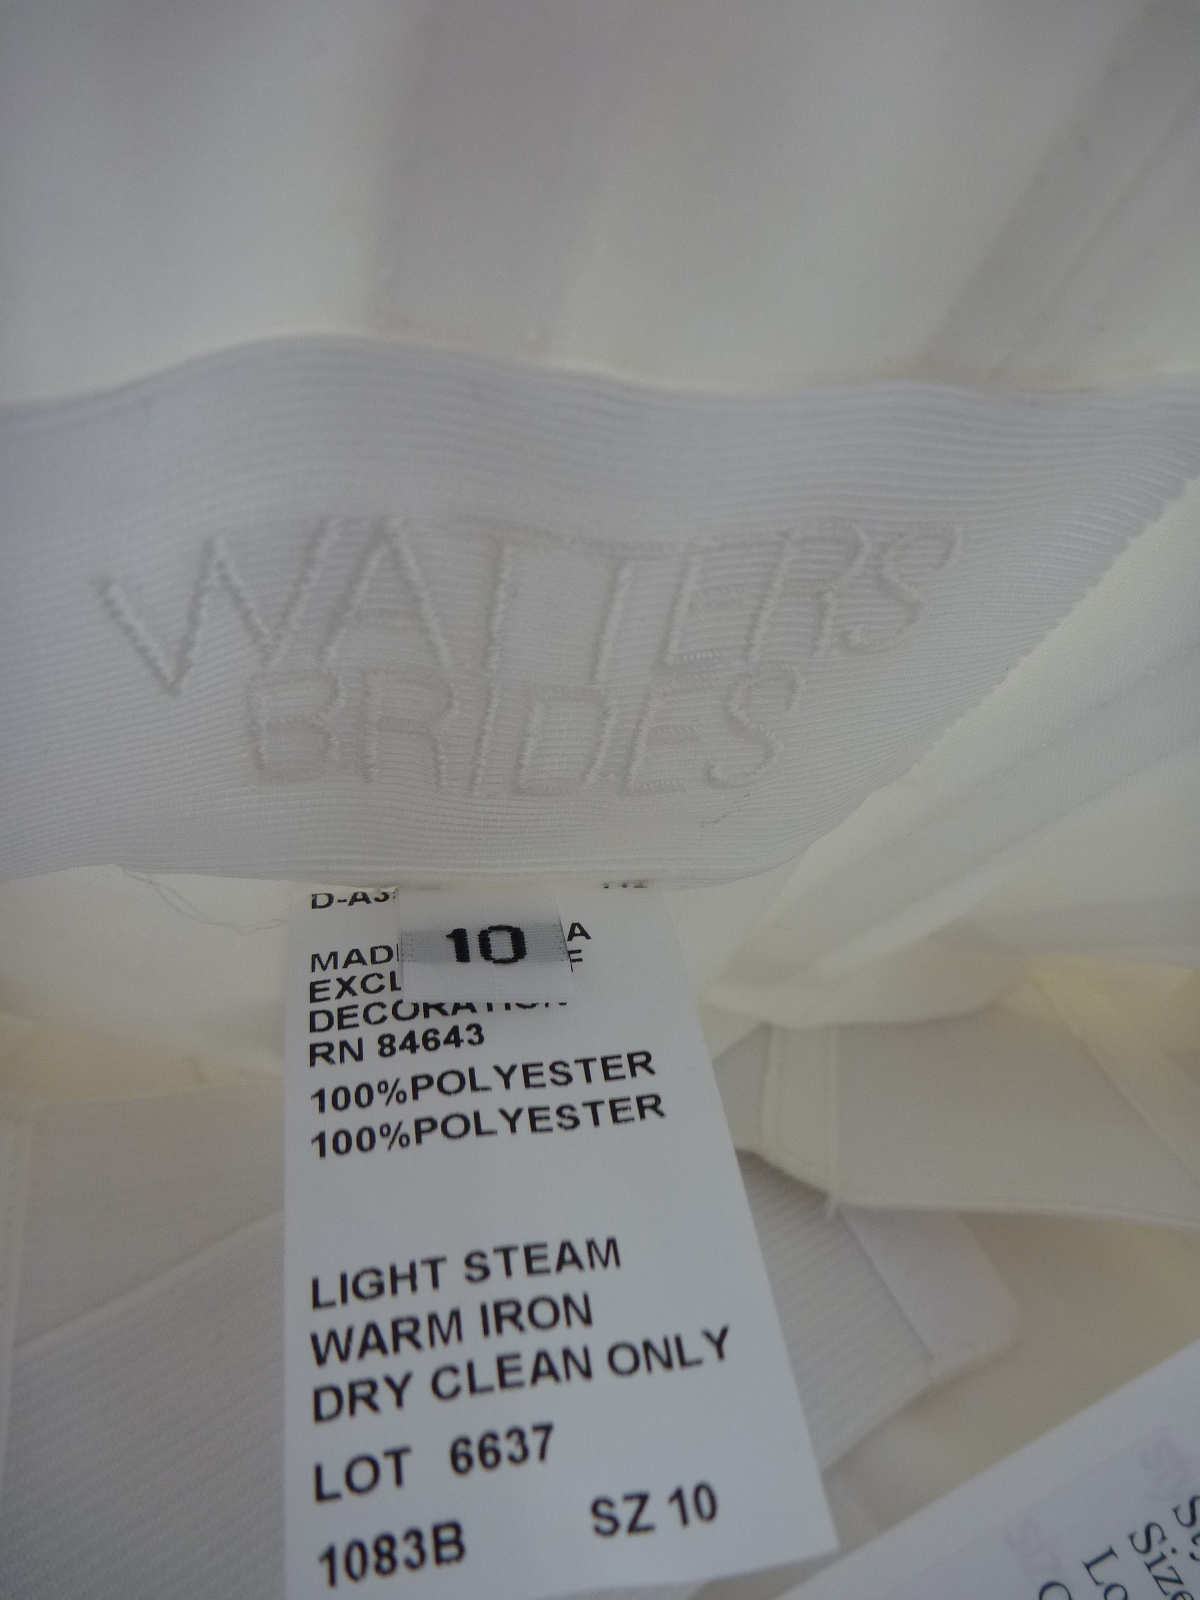 WATTERS
BRIDES
10
RN 84643
100%POLYESTER
100%POLYESTER
LIGHT STEAM
WARM IRON
DRY CLEAN ONLY
LOT 6637
1083B SZ 10
Size